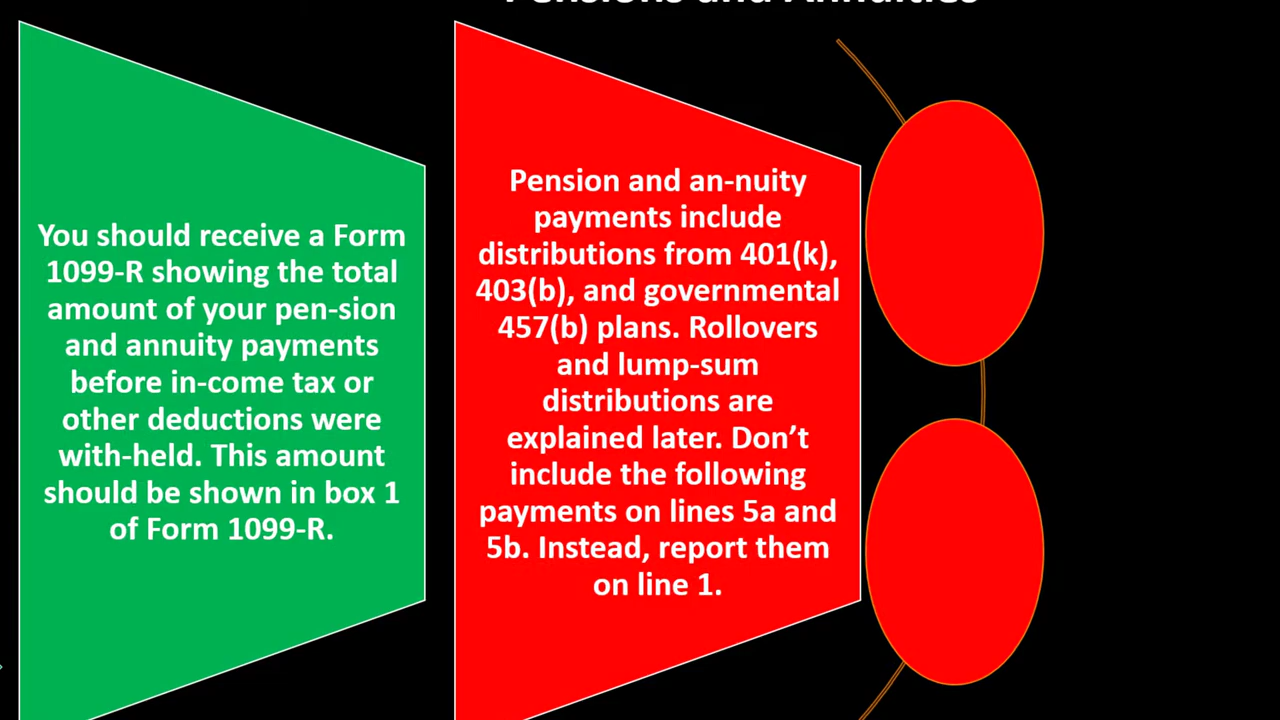 Pensions and Annuities
You should receive a Form
1099-R showing the total
amount of your pen-sion
and annuity payments
before in-come tax or
other deductions were
with-held. This amount
should be shown in box 1
of Form 1099-R.
Pension and an-nuity
payments include
distributions from 401(k),
403(b), and governmental
457(b) plans. Rollovers
and lump-sum
distributions are
explained later. Don’t
include the following
payments on lines 5a and
5b. Instead, report them
on line 1.